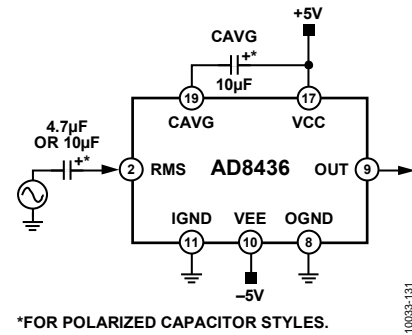 +5V
CAVG
+*
10µF
19
17
CAVG
VCC
4.7µF
OR 10µF
+*
2
RMS
AD8436
OUT
9
IGND
VEE
OGND
11
10
8
–5V
*FOR POLARIZED CAPACITOR STYLES.
10033-131